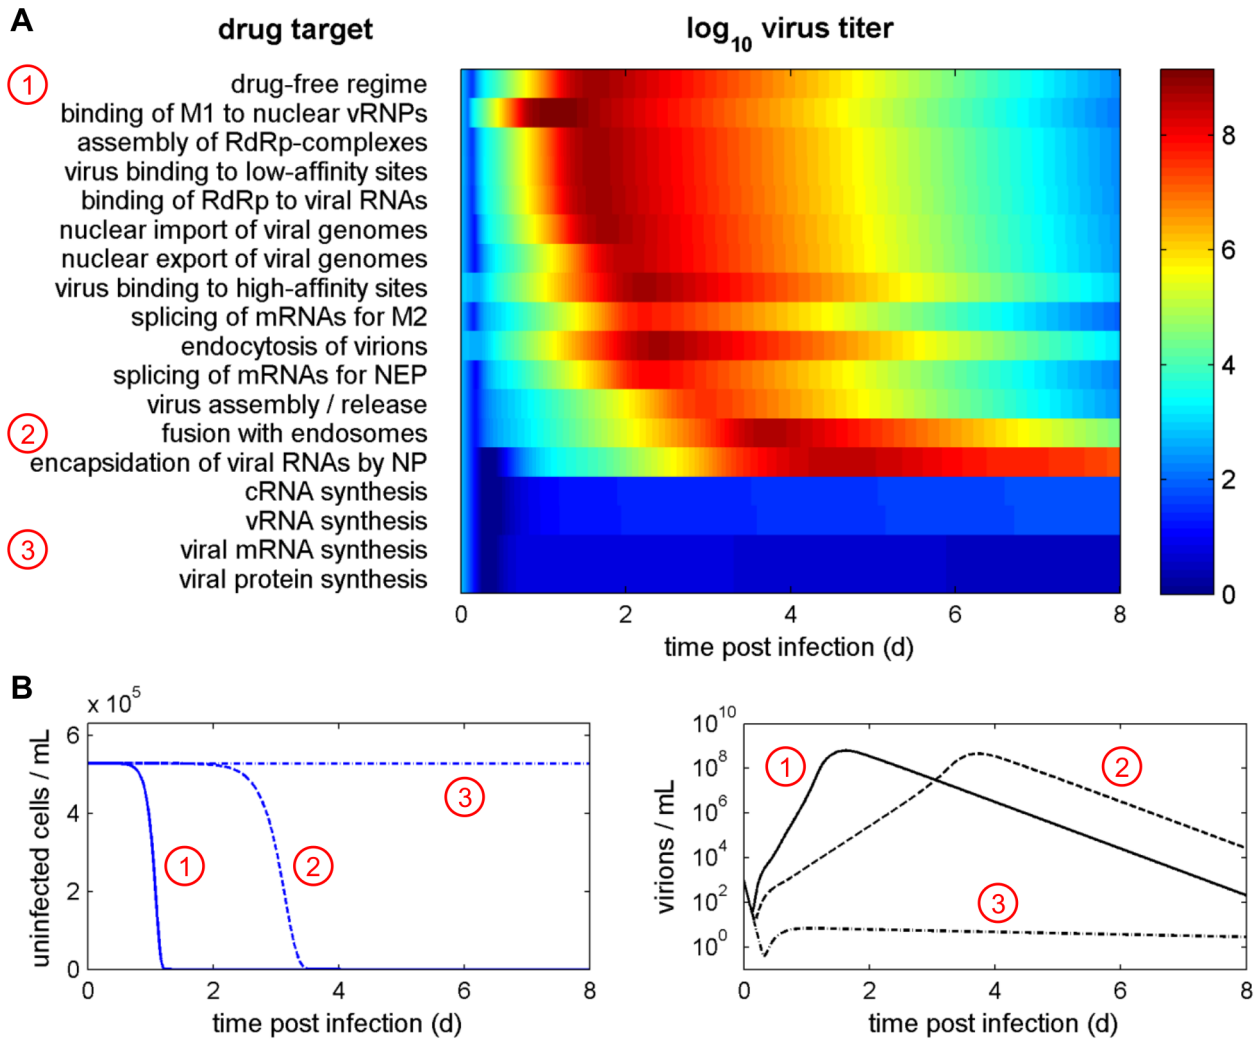 A
drug target
log10 virus titer
1
drug-free regime
binding of M1 to nuclear vRNPs
assembly of RdRp-complexes
virus binding to low-affinity sites
binding of RdRp to viral RNAs
nuclear import of viral genomes
nuclear export of viral genomes
virus binding to high-affinity sites
splicing of mRNAs for M2
endocytosis of virions
splicing of mRNAs for NEP
virus assembly / release
2
fusion with endosomes
encapsidation of viral RNAs by NP
cRNA synthesis
vRNA synthesis
3
viral mRNA synthesis
viral protein synthesis
0 2 4 6 8
time post infection (d)
8
6
4
2
0
B
x 10^5
uninfected cells / mL
6
4
2
0
1
2
3
0 2 4 6 8
time post infection (d)
virions / mL
10^10
10^8
10^6
10^4
10^2
10^0
1
2
3
0 2 4 6 8
time post infection (d)